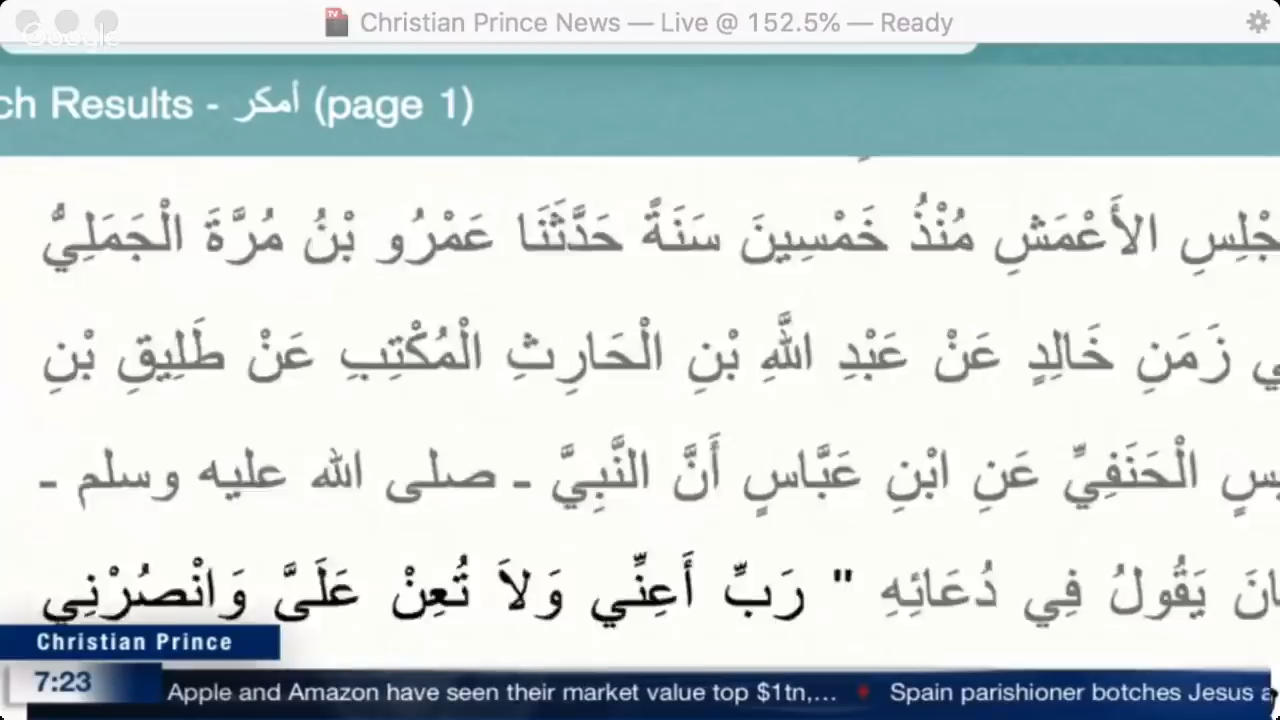 Google
Christian Prince News — Live @ 152.5% — Ready
ch Results - أمكر (page 1)
جْلِسِ الأَعْمَشِ مُنْذُ خَمْسِينَ سَنَةً حَدَّثَنَا عَمْرُو بْنُ مُرَّةَ الْجَمَلِيُّ
ي زَمَنِ خَالِدٍ عَنْ عَبْدِ اللَّهِ بْنِ الْحَارِثِ الْمُكْتِبِ عَنْ طَلِيقِ بْنِ
يسٍ الْحَنَفِيِّ عَنِ ابْنِ عَبَّاسٍ أَنَّ النَّبِيَّ ـ صلى الله عليه وسلم ـ
انَ يَقُولُ فِي دُعَائِهِ " رَبِّ أَعِنِّي وَلاَ تُعِنْ عَلَىَّ وَانْصُرْنِي
Christian Prince
7:23 Apple and Amazon have seen their market value top $1tn,... Spain parishioner botches Jesus a